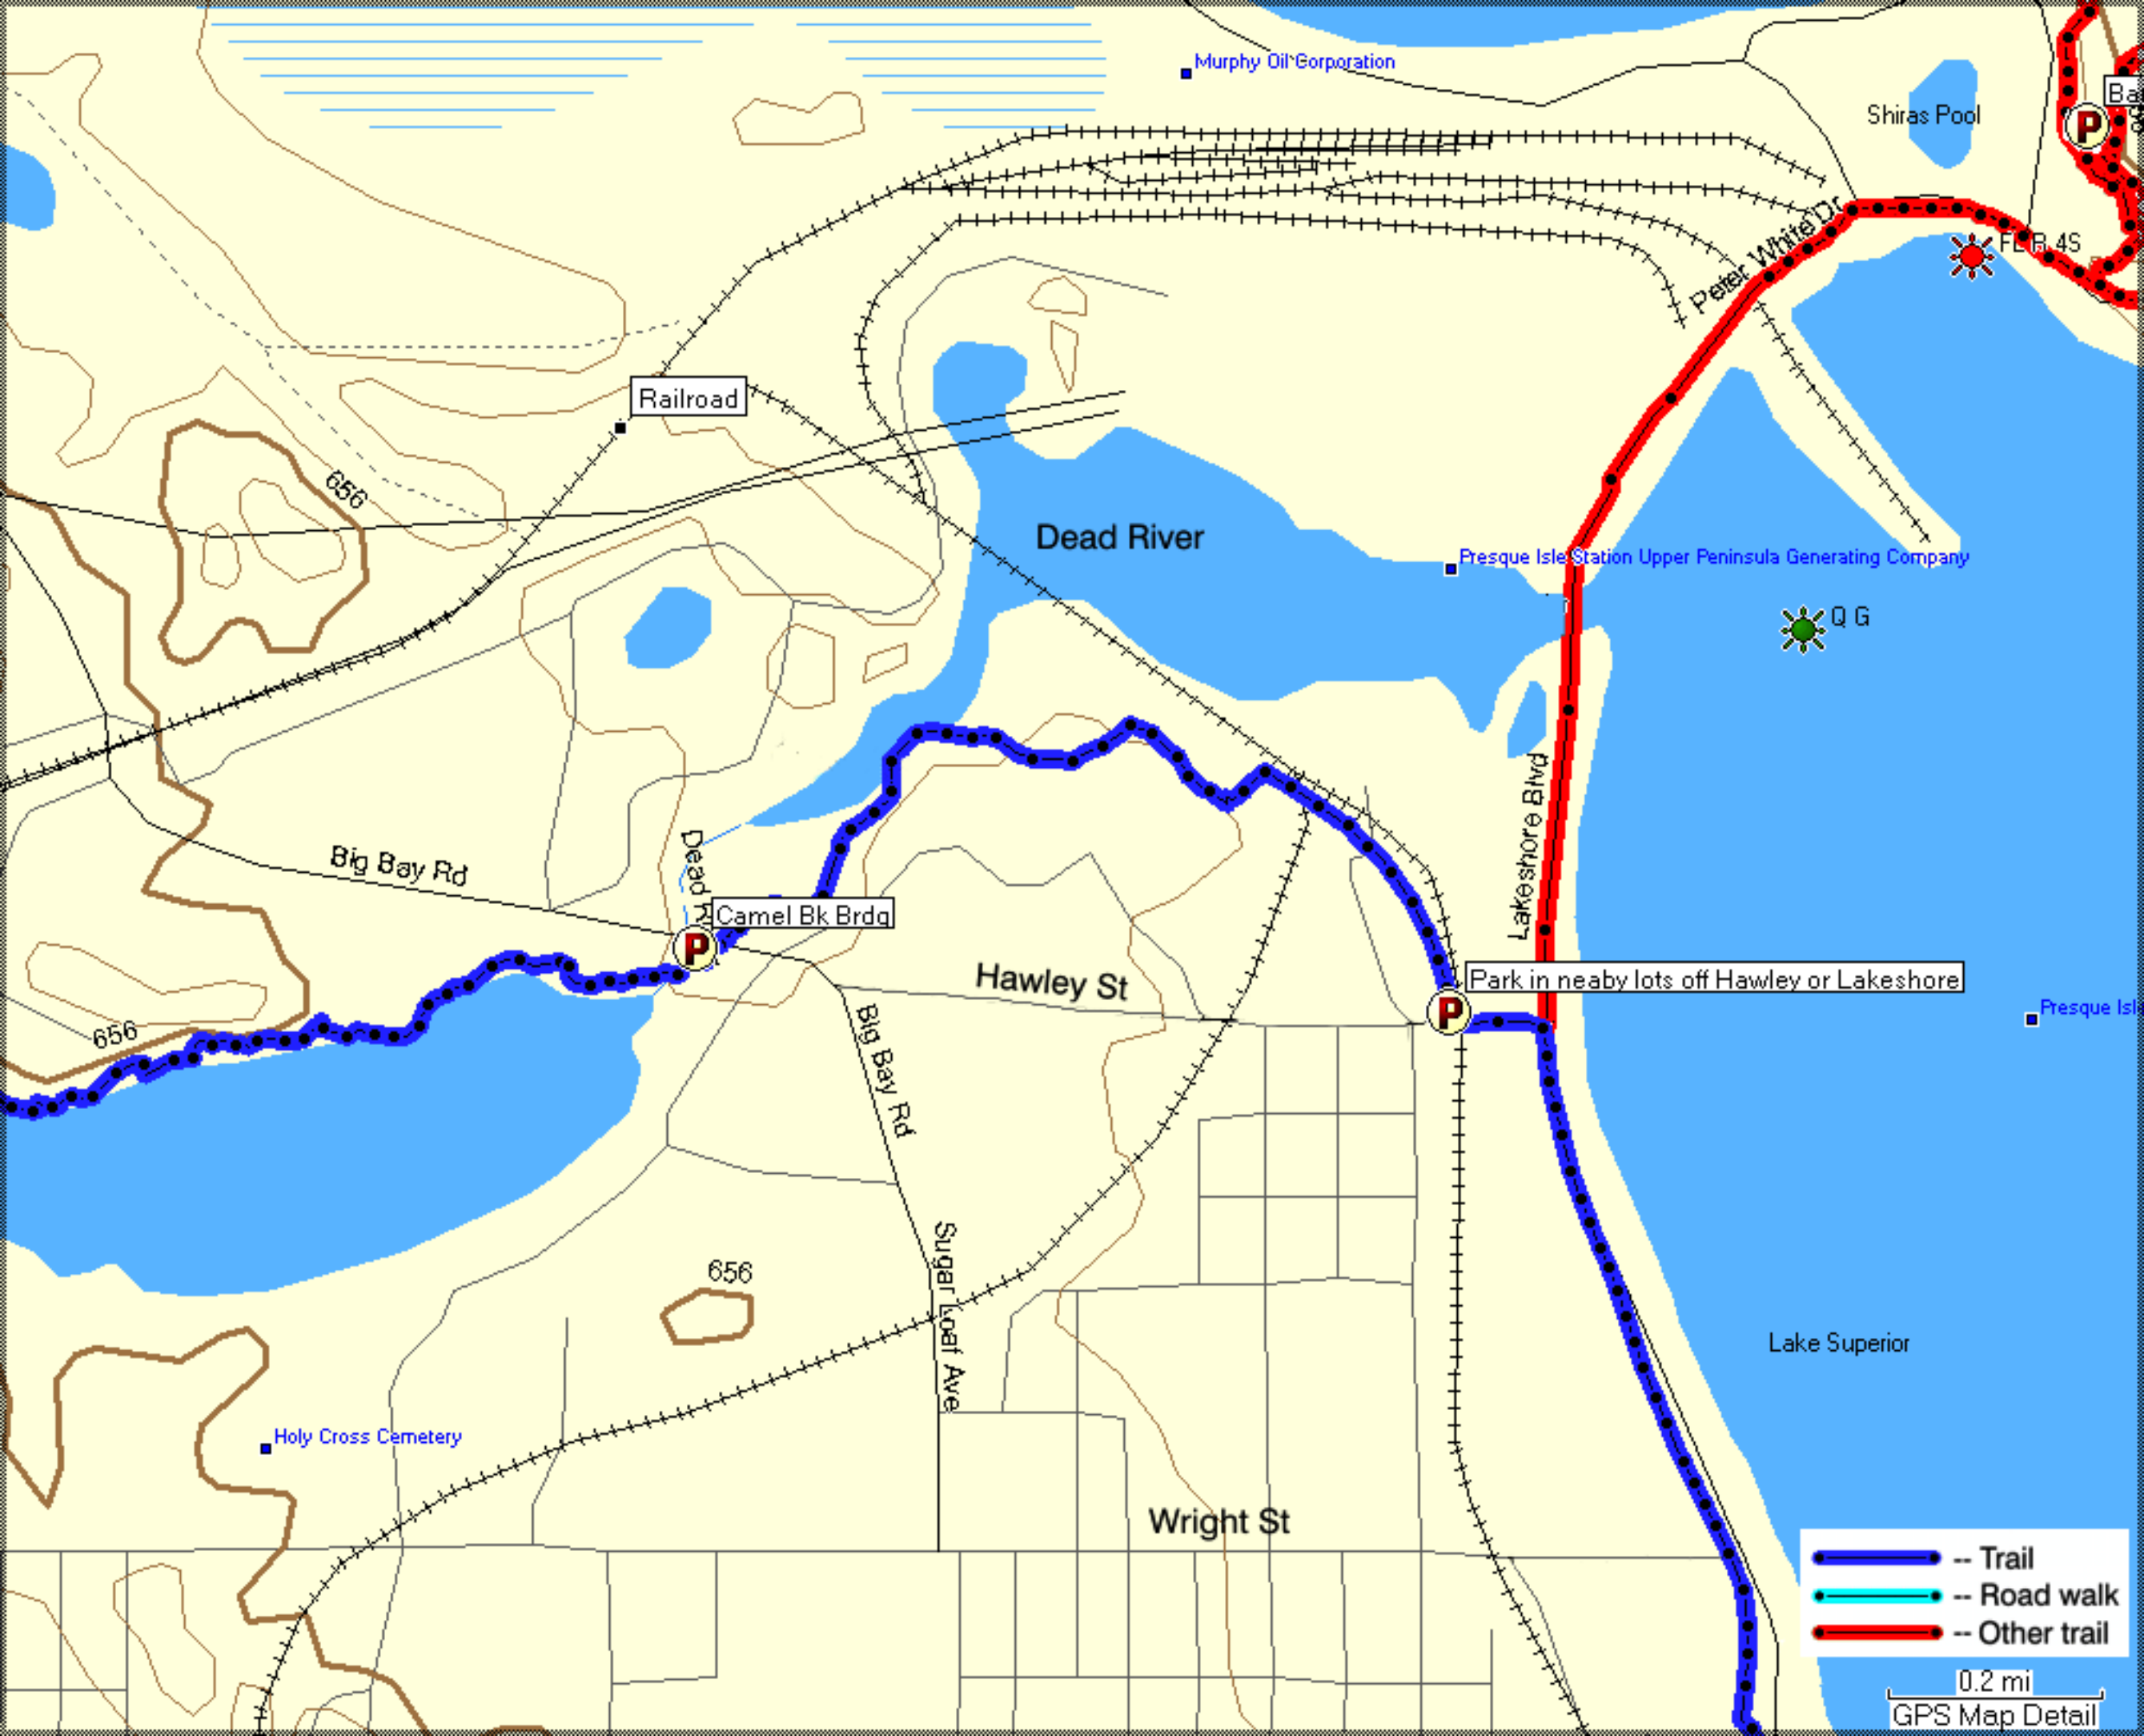 Murphy Oil Corporation
Shiras Pool
Ba
Peter White Dr
FL R 4S
Railroad
656
Dead River
Presque Isle Station Upper Peninsula Generating Company
Q G
Lakeshore Blvd
Big Bay Rd
Dead R
Camel Bk Brdg
Park in neaby lots off Hawley or Lakeshore
Hawley St
Presque Isl
656
Big Bay Rd
656
Sugar Loaf Ave
Lake Superior
Holy Cross Cemetery
Wright St
-- Trail
-- Road walk
-- Other trail
0.2 mi
GPS Map Detail
P
P
P